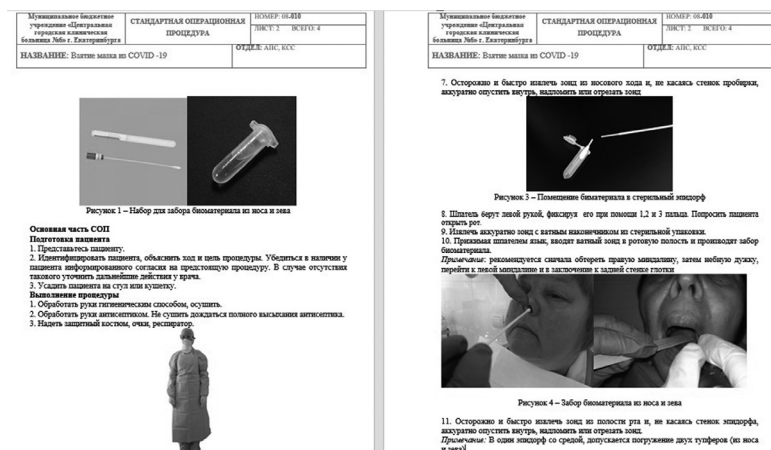 Муниципальное бюджетное
учреждение «Центральная
городская клиническая
больница №6» г. Екатеринбурга
СТАНДАРТНАЯ ОПЕРАЦИОННАЯ
ПРОЦЕДУРА
НОМЕР: 08-010
ЛИСТ: 2 ВСЕГО: 4
НАЗВАНИЕ: Взятие мазка из COVID -19
ОТДЕЛ: АПС, КСС
Рисунок 1 – Набор для забора биоматериала из носа и зева
Основная часть СОП
Подготовка пациента
1. Представьтесь пациенту.
2. Идентифицировать пациента, объяснить ход и цель процедуры. Убедиться в наличии у
пациента информированного согласия на предстоящую процедуру. В случае отсутствия
такового уточнить дальнейшие действия у врача.
3. Усадить пациента на стул или кушетку.
Выполнение процедуры
1. Обработать руки гигиеническим способом, осушить.
2. Обработать руки антисептиком. Не сушить дождаться полного высыхания антисептика.
3. Надеть защитный костюм, очки, респиратор.
Муниципальное бюджетное
учреждение «Центральная
городская клиническая
больница №6» г. Екатеринбурга
СТАНДАРТНАЯ ОПЕРАЦИОННАЯ
ПРОЦЕДУРА
НОМЕР: 08-010
ЛИСТ: 2 ВСЕГО: 4
НАЗВАНИЕ: Взятие мазка из COVID -19
ОТДЕЛ: АПС, КСС
7. Осторожно и быстро извлечь зонд из носового хода и, не касаясь стенок пробирки,
аккуратно опустить внутрь, надломить или отрезать зонд
Рисунок 3 – Помещение биматериала в стерильный эпидорф
8. Шпатель берут левой рукой, фиксируя его при помощи 1,2 и 3 пальца. Попросить пациента
открыть рот.
9. Извлечь аккуратно зонд с ватным наконечником из стерильной упаковки.
10. Прижимая шпателем язык, вводят ватный зонд в ротовую полость и производят забор
биоматериала.
Примечание: рекомендуется сначала обтереть правую миндалину, затем небную дужку,
перейти к левой миндалине и в заключение к задней стенке глотки
Рисунок 4 – Забор биоматериала из носа и зева
11. Осторожно и быстро извлечь зонд из полости рта и, не касаясь стенок эпидорфа,
аккуратно опустить внутрь, надломить или отрезать зонд.
Примечание: В один эпидорф со средой, допускается погружение двух тупферов (из носа
и зева)